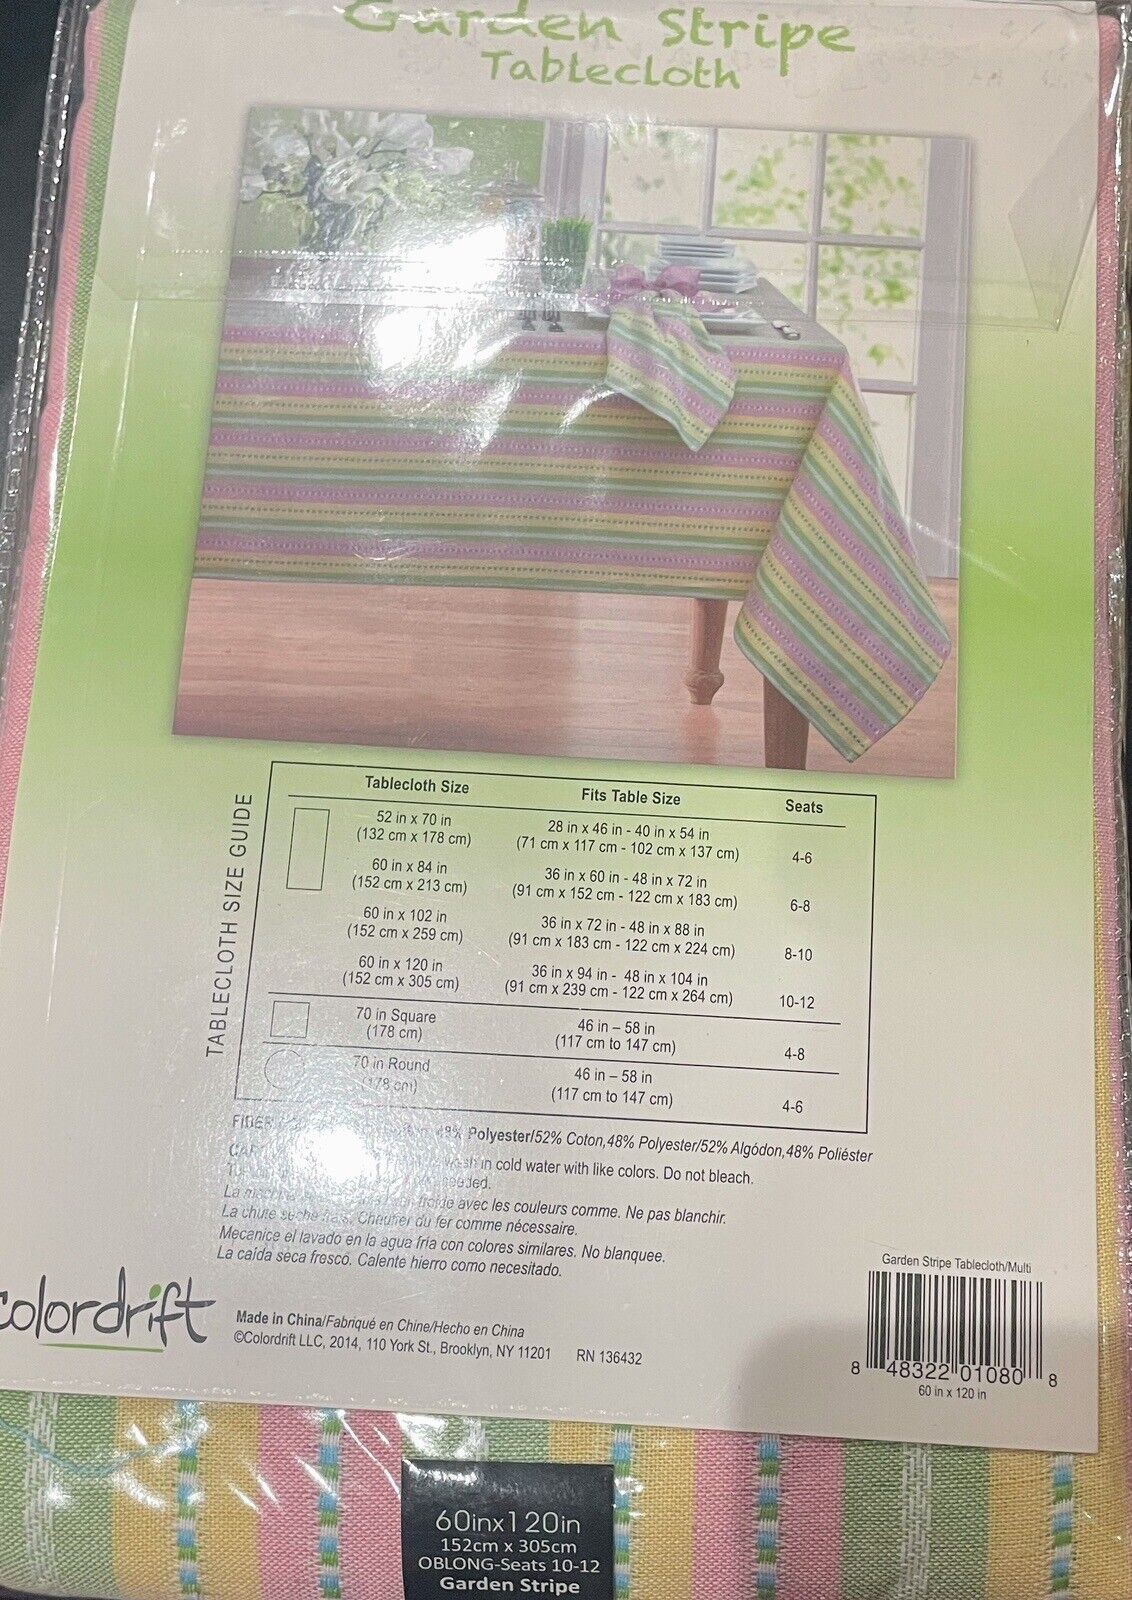 Garden Stripe
Tablecloth
TABLECLOTH SIZE GUIDE
Tablecloth Size Fits Table Size Seats
52 in x 70 in 28 in x 46 in - 40 in x 54 in
(132 cm x 178 cm) (71 cm x 117 cm - 102 cm x 137 cm) 4-6
60 in x 84 in 36 in x 60 in - 48 in x 72 in
(152 cm x 213 cm) (91 cm x 152 cm - 122 cm x 183 cm) 6-8
60 in x 102 in 36 in x 72 in - 48 in x 88 in
(152 cm x 259 cm) (91 cm x 183 cm - 122 cm x 224 cm) 8-10
60 in x 120 in 36 in x 94 in - 48 in x 104 in
(152 cm x 305 cm) (91 cm x 239 cm - 122 cm x 264 cm) 10-12
70 in Square 46 in – 58 in
(178 cm) (117 cm to 147 cm) 4-8
70 in Round 46 in – 58 in
(178 cm) (117 cm to 147 cm) 4-6
FIBER 48% Polyester/52% Coton,48% Polyester/52% Algódon,48% Poliéster
wash in cold water with like colors. Do not bleach.
needed.
La froide avec les couleurs comme. Ne pas blanchir.
La chute sèche frais. Chauffer du fer comme nécessaire.
Mecanice el lavado en la agua fria con colores similares. No blanquee.
La caída seca fresco. Calente hierro como necesitado.
colordrift
Made in China/Fabriqué en Chine/Hecho en China
©Colordrift LLC, 2014, 110 York St., Brooklyn, NY 11201 RN 136432
Garden Stripe Tablecloth/Multi
8 48322 01080 8
60 in x 120 in
60inx120in
152cm x 305cm
OBLONG-Seats 10-12
Garden Stripe